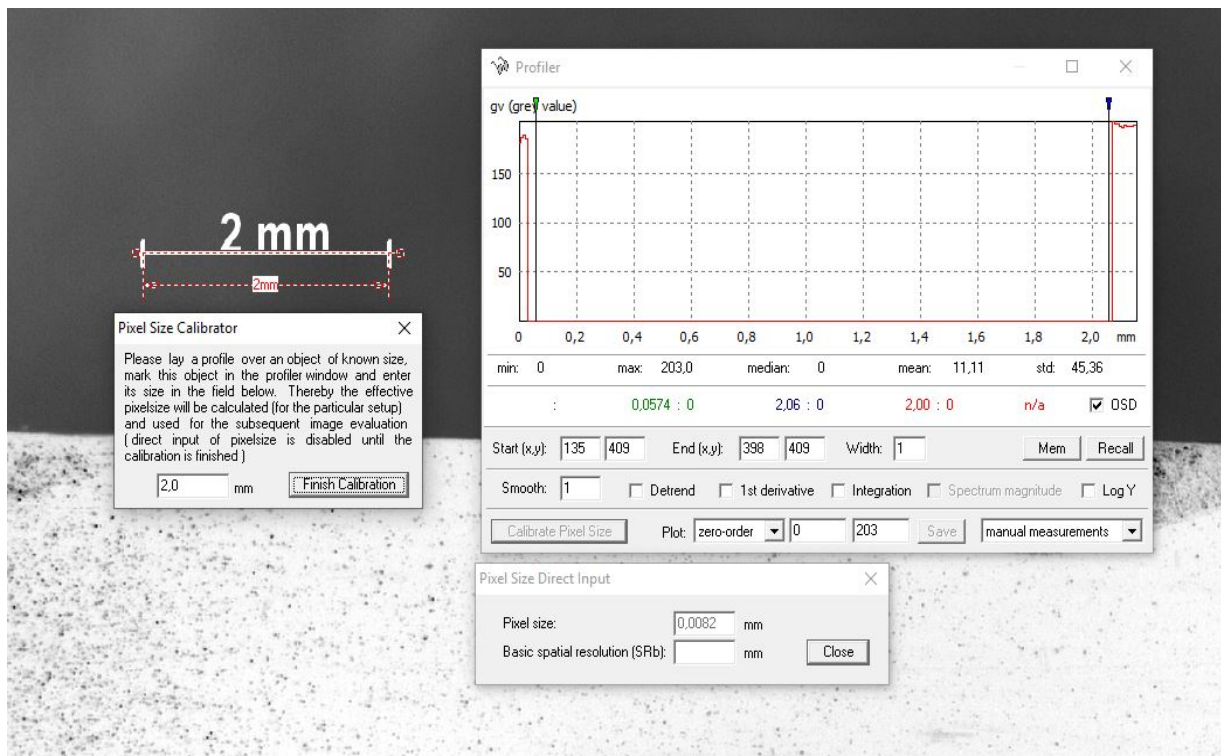 Profiler
gv (grey value)
150
100
50
0 0,2 0,4 0,6 0,8 1,0 1,2 1,4 1,6 1,8 2,0 mm
min: 0 max: 203,0 median: 0 mean: 11,11 std: 45,36
: 0,0574 : 0 2,06 : 0 2,00 : 0 n/a OSD
Start (x,y): 135 409 End (x,y): 398 409 Width: 1 Mem Recall
Smooth: 1 Detrend 1st derivative Integration Spectrum magnitude Log Y
Calibrate Pixel Size Plot: zero-order 0 203 Save manual measurements
2 mm
2mm
Pixel Size Calibrator
Please lay a profile over an object of known size,
mark this object in the profiler window and enter
its size in the field below. Thereby the effective
pixelsize will be calculated (for the particular setup)
and used for the subsequent image evaluation
( direct input of pixelsize is disabled until the
calibration is finished )
2,0 mm Finish Calibration
Pixel Size Direct Input
Pixel size: 0,0082 mm
Basic spatial resolution (SRb): mm Close